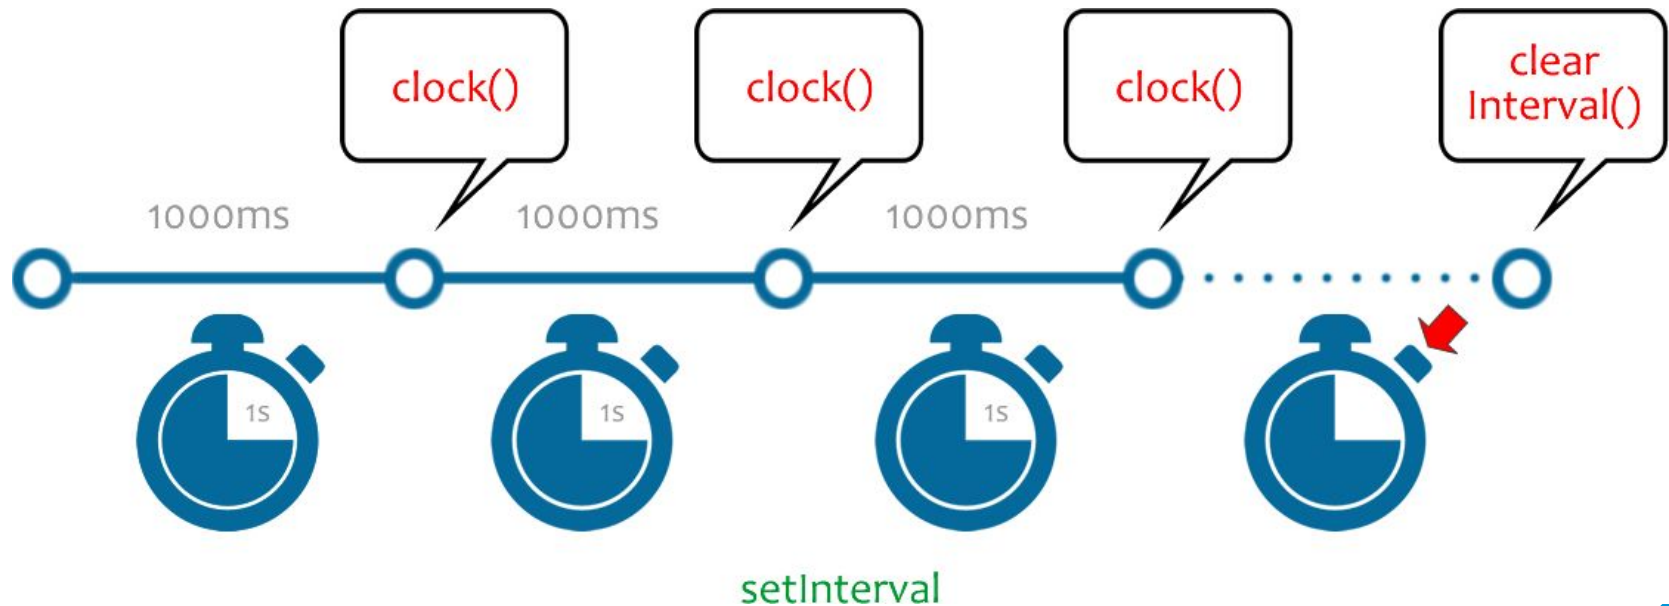 clock()
clock()
clock()
clear
Interval()
1000ms
1000ms
1000ms
1s
1s
1s
setInterval